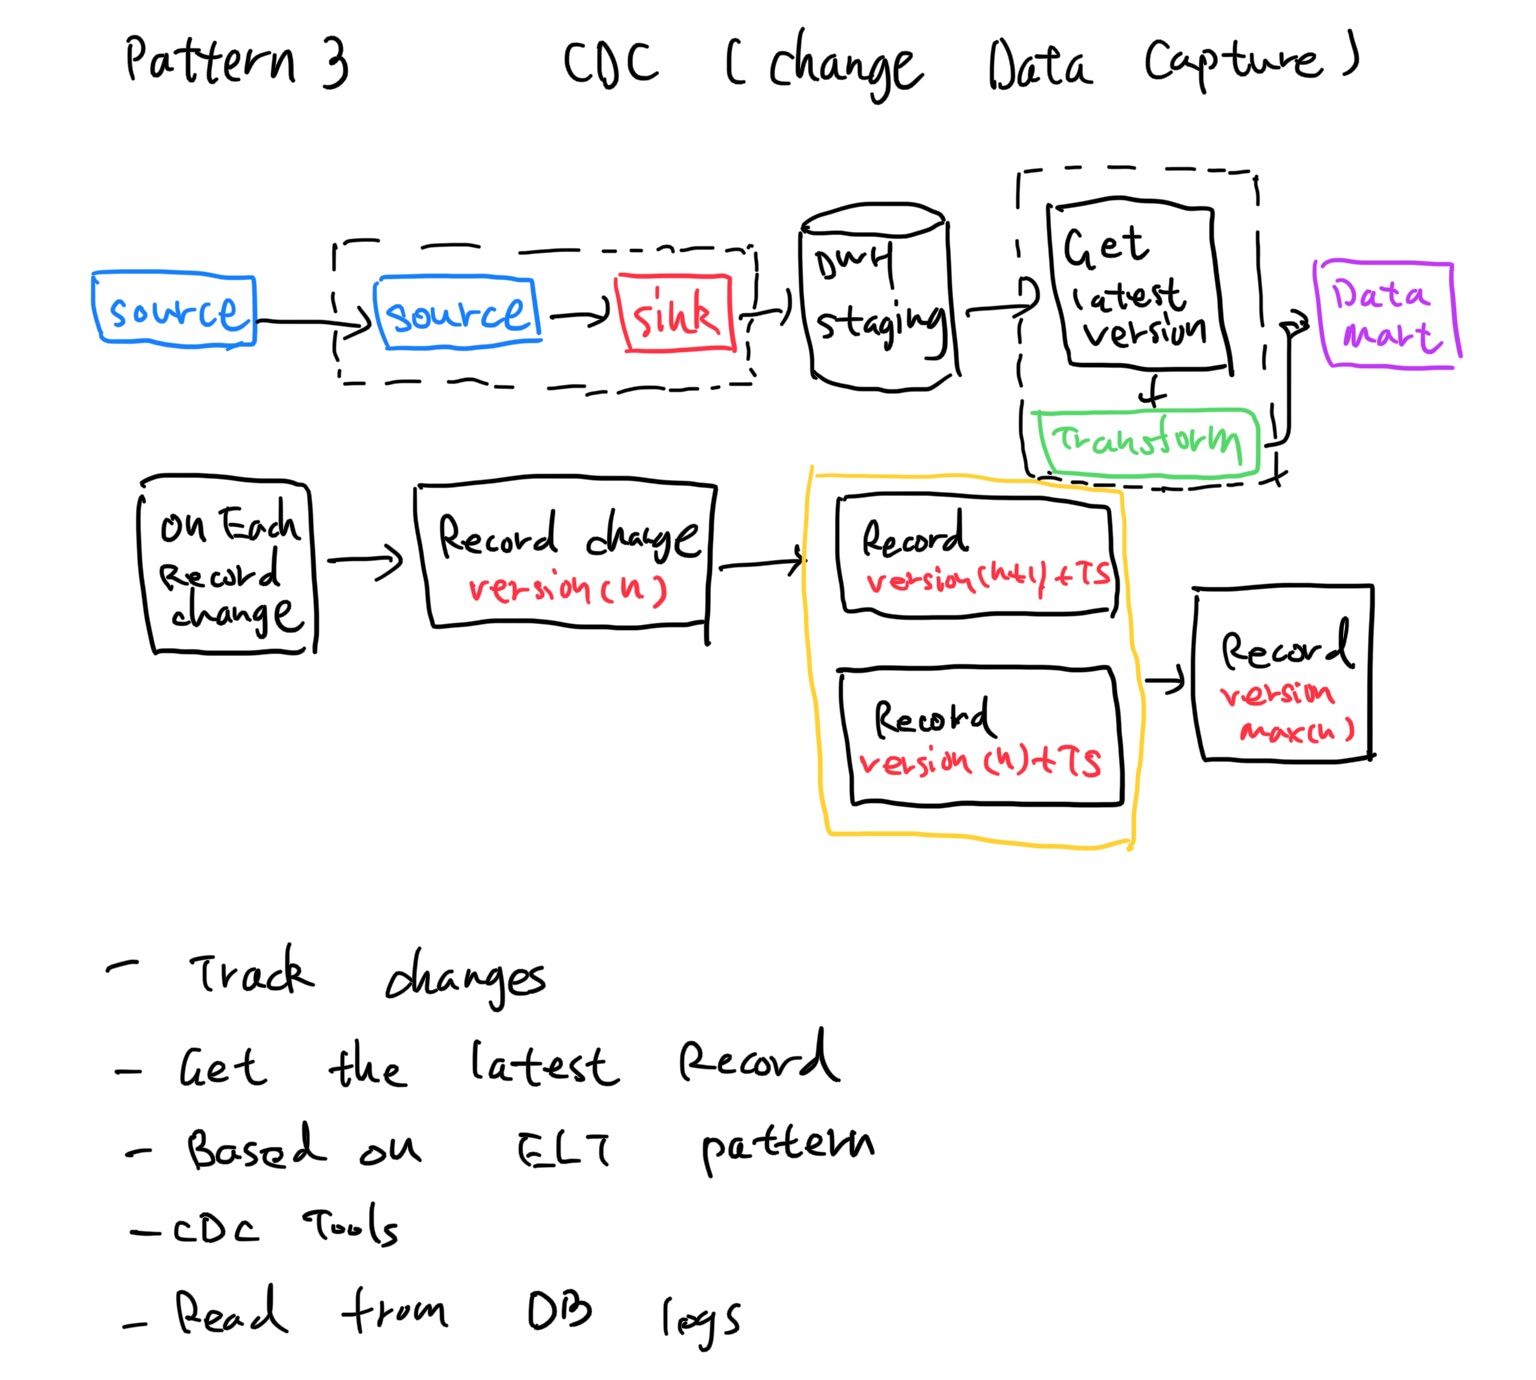 Pattern 3 CDC (change Data Capture)
source
source
sink
DWH
staging
Get
latest
version
+
Transform
Data
Mart
On Each
Record
change
Record change
version(n)
Record
version(n+1)+TS
Record
version(n)+TS
Record
version
max(n)
- Track changes
- Get the latest Record
- Based on ELT pattern
- CDC Tools
- Read from DB logs